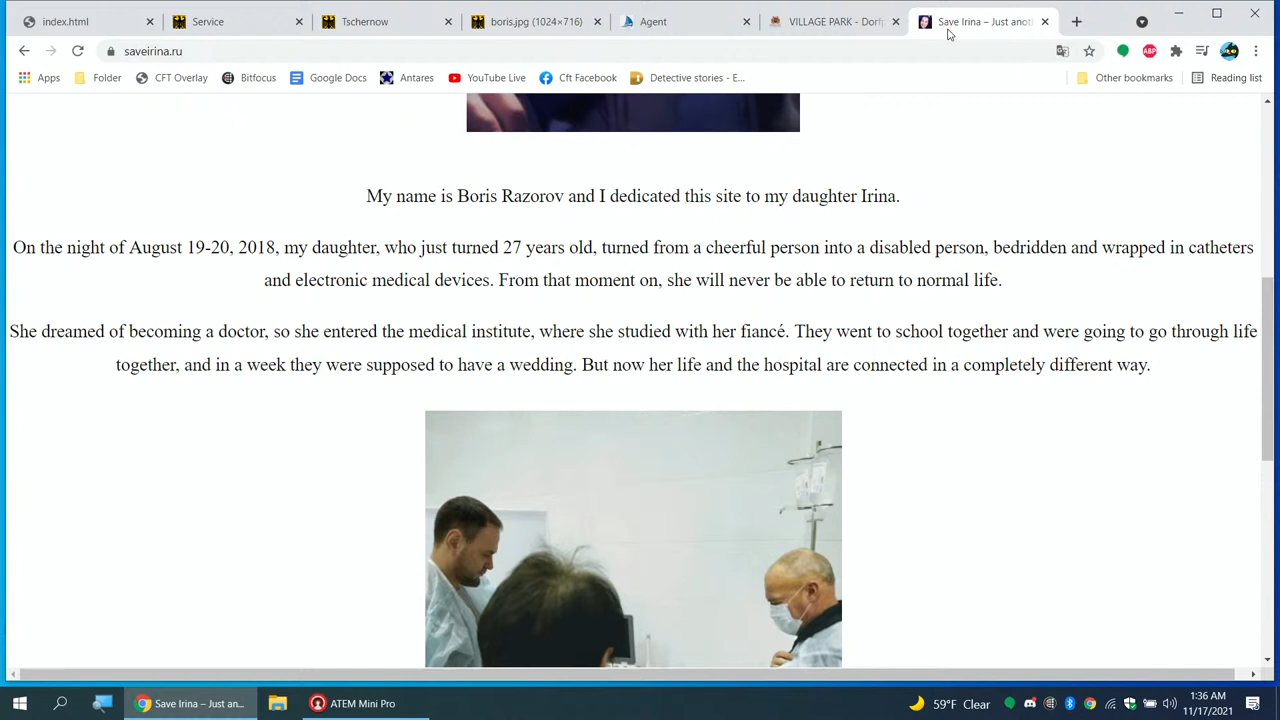 index.html
Service
Tschernow
boris.jpg (1024×716)
Agent
VILLAGE PARK - Do
Save Irina – Just anot
saveirina.ru
ABP
Apps
Folder
CFT Overlay
Bitfocus
Google Docs
Antares
YouTube Live
Cft Facebook
Detective stories - E...
Other bookmarks
Reading list
My name is Boris Razorov and I dedicated this site to my daughter Irina.
On the night of August 19-20, 2018, my daughter, who just turned 27 years old, turned from a cheerful person into a disabled person, bedridden and wrapped in catheters
and electronic medical devices. From that moment on, she will never be able to return to normal life.
She dreamed of becoming a doctor, so she entered the medical institute, where she studied with her fiancé. They went to school together and were going to go through life
together, and in a week they were supposed to have a wedding. But now her life and the hospital are connected in a completely different way.
Save Irina – Just an...
ATEM Mini Pro
59°F Clear
1:36 AM
11/17/2021